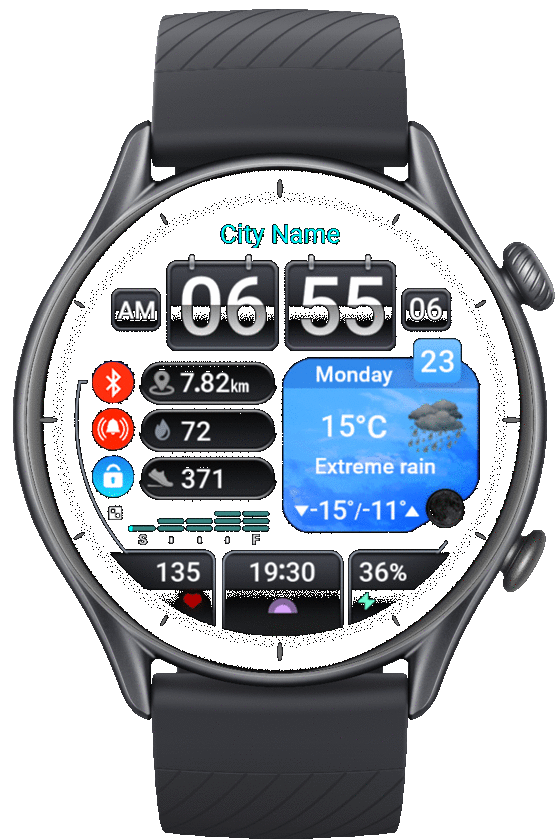 City Name
AM 06 55 06
23
Monday
7.82km
15°C
72
Extreme rain
371
▼-15°/-11°▲
S F
135 19:30 36%